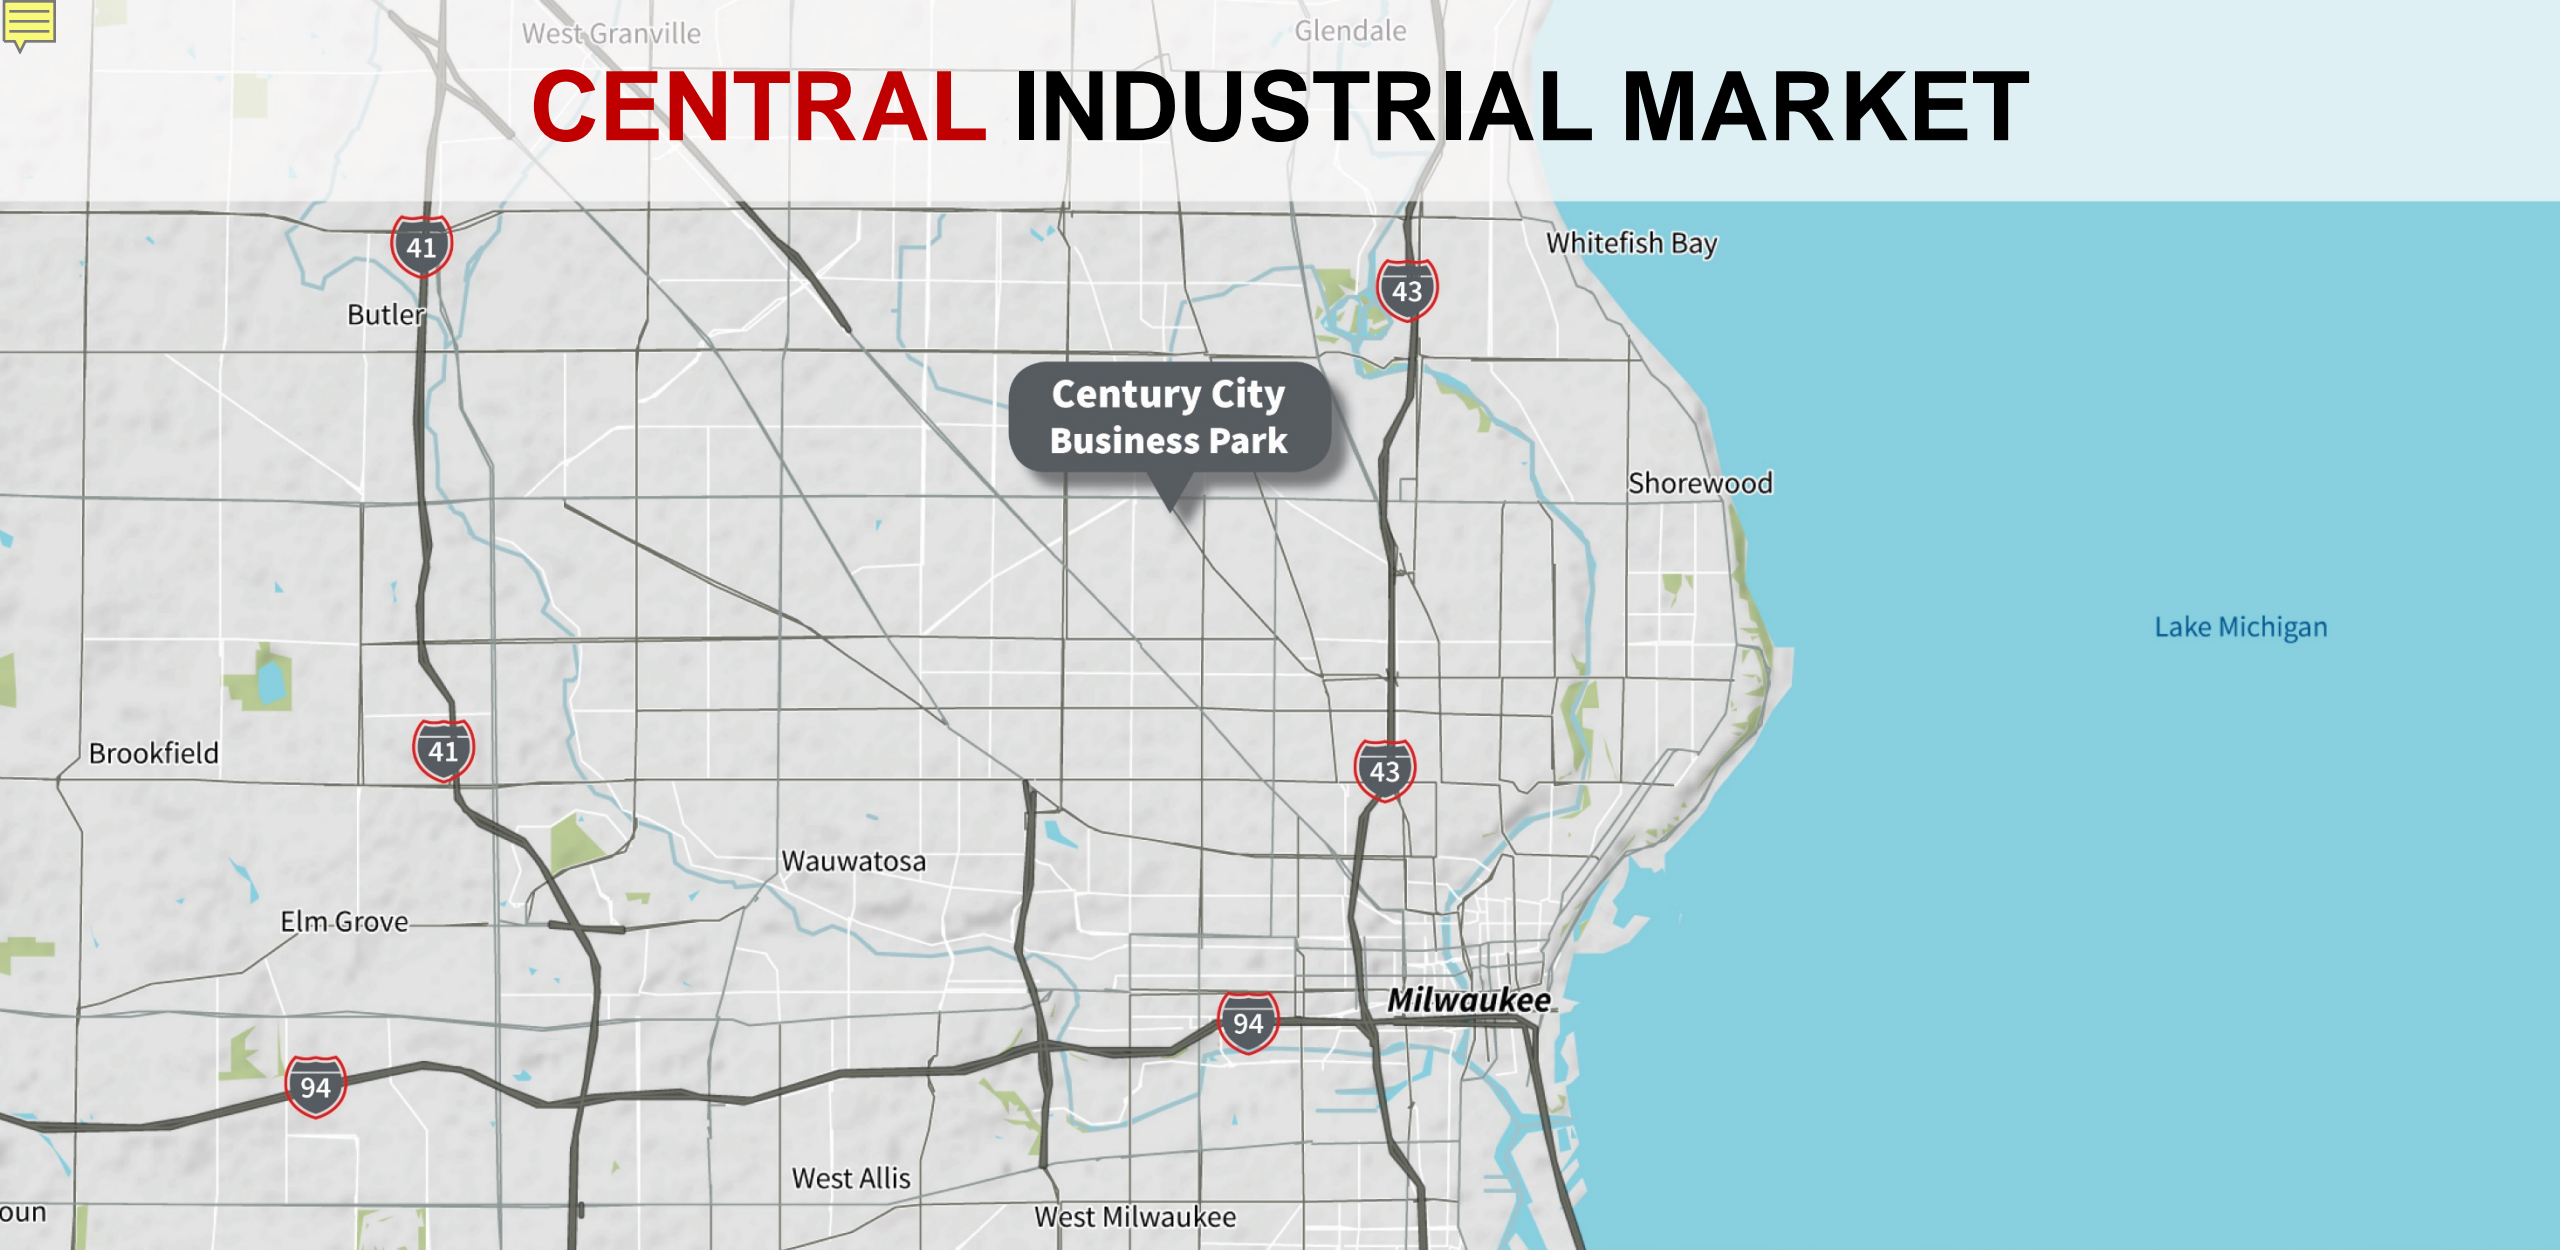 West Granville
Glendale
CENTRAL INDUSTRIAL MARKET
41
Whitefish Bay
43
Butler
Century City
Business Park
Shorewood
Lake Michigan
41
Brookfield
43
Wauwatosa
Elm Grove
Milwaukee
94
94
West Allis
oun
West Milwaukee